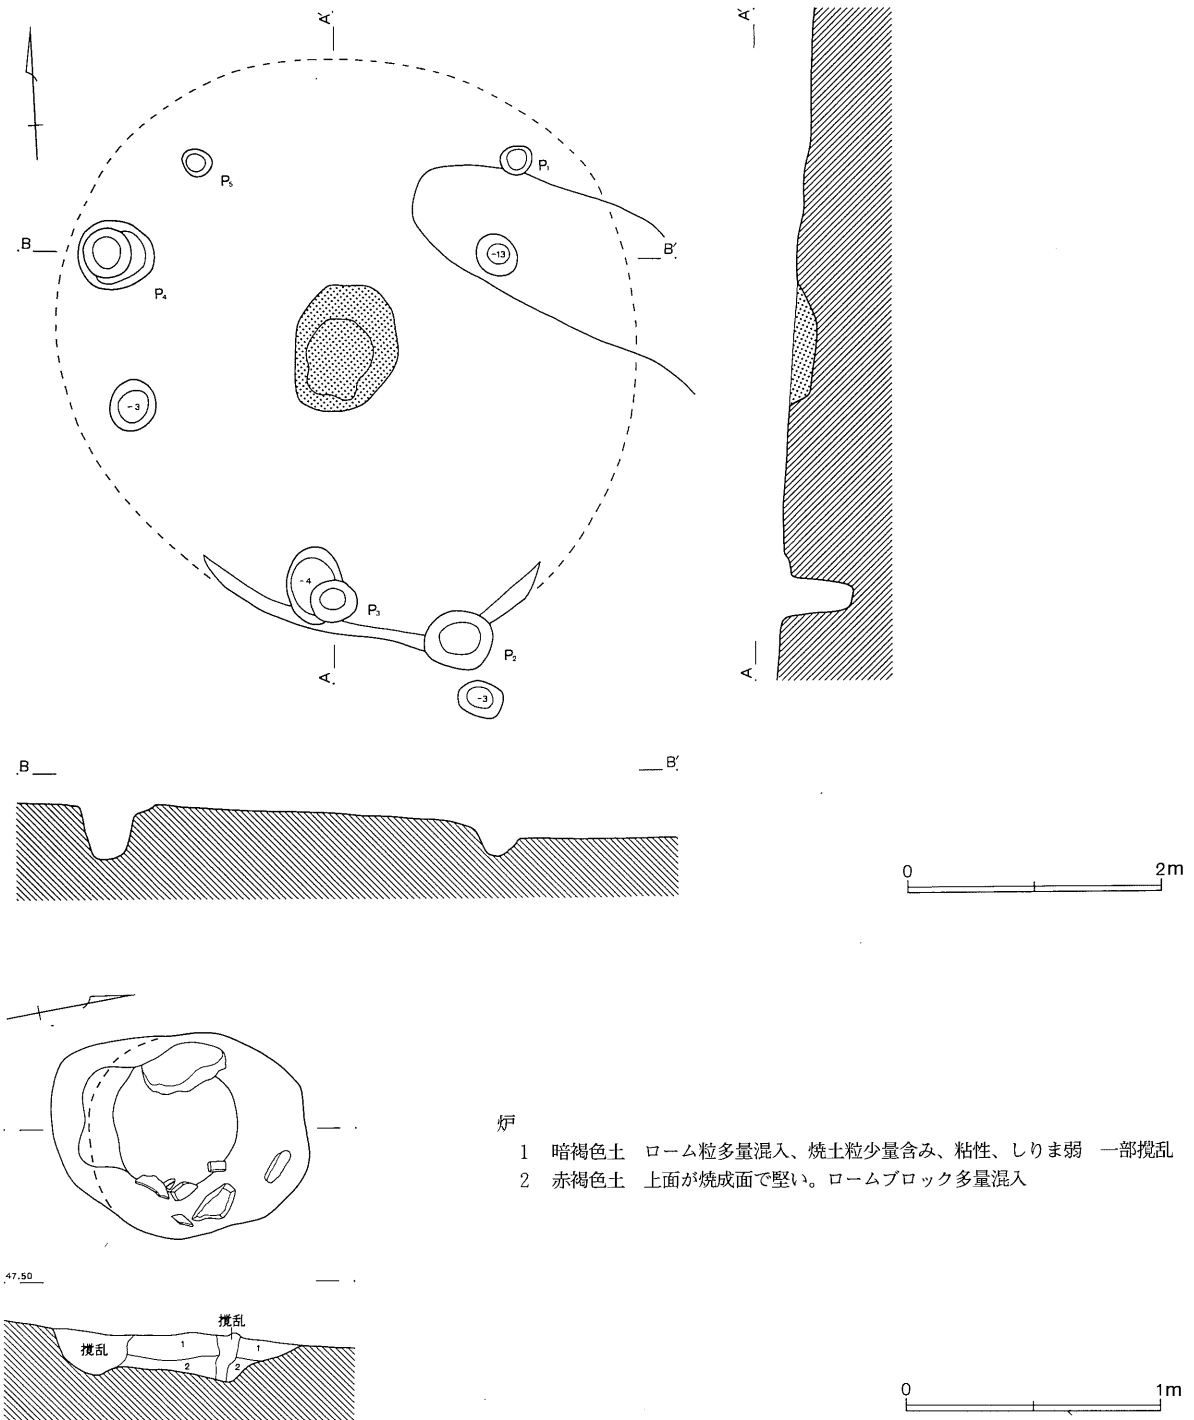 A′
A′
P₁
P₅
B
B′
-13
P₄
-3
-4
P₃
P₂
A
A
-3
B
B′
0 2m
炉
1 暗褐色土 ローム粒多量混入、焼土粒少量含み、粘性、しりま弱 一部攪乱
2 赤褐色土 上面が焼成面で堅い。ロームブロック多量混入
47.50
攪乱
攪乱
1
1
2
2
0 1m